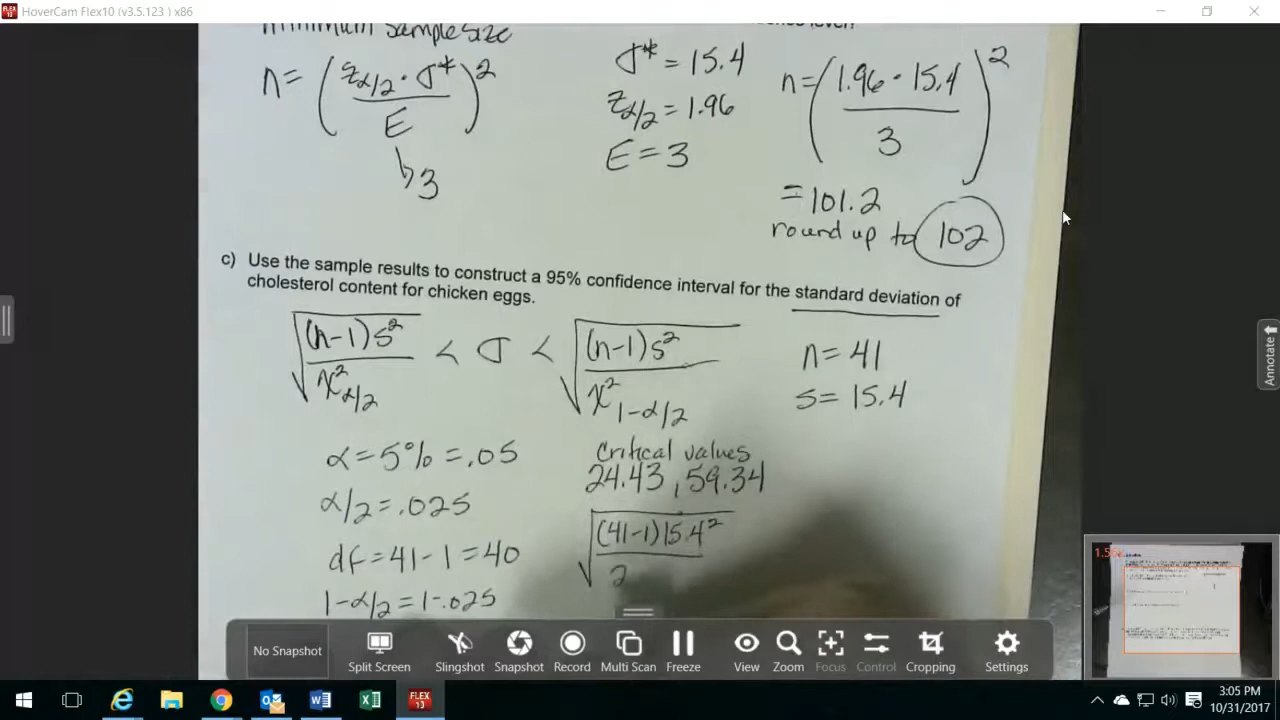 HoverCam Flex10 (v3.5.123 ) x86
minimum sample size
n= (zα/2 · σ* / E)²
↳3
σ* = 15.4
zα/2 = 1.96
E = 3
n= (1.96 · 15.4 / 3)²
= 101.2
round up to 102
c) Use the sample results to construct a 95% confidence interval for the standard deviation of
cholesterol content for chicken eggs.
√((n-1)s² / χ²α/2) < σ < √((n-1)s² / χ²1-α/2)
n= 41
s= 15.4
α = 5% = .05
α/2 = .025
df = 41-1 = 40
1-α/2 = 1-.025
Critical values
24.43, 59.34
√((41-1)15.4² / 2
Annotate
1.5
No Snapshot
Split Screen
Slingshot
Snapshot
Record
Multi Scan
Freeze
View
Zoom
Focus
Control
Cropping
Settings
FLEX
10
3:05 PM
10/31/2017